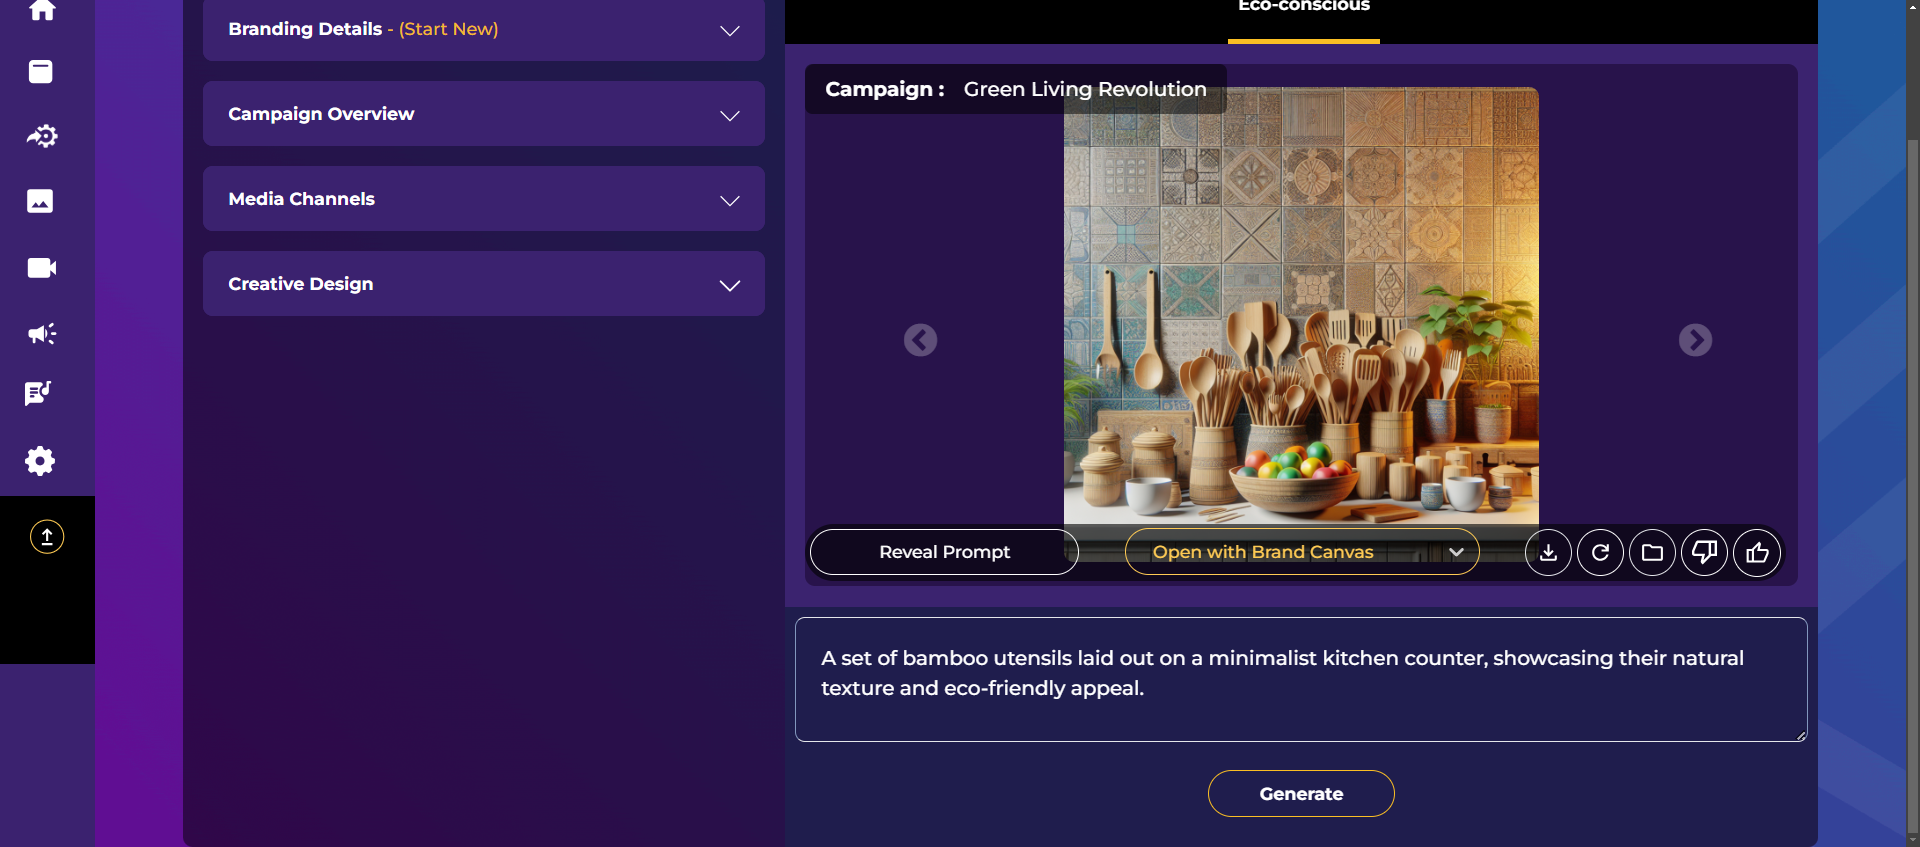 Branding Details - (Start New)
Campaign Overview
Media Channels
Creative Design
Eco-conscious
Campaign : Green Living Revolution
Reveal Prompt
Open with Brand Canvas
A set of bamboo utensils laid out on a minimalist kitchen counter, showcasing their natural
texture and eco-friendly appeal.
Generate